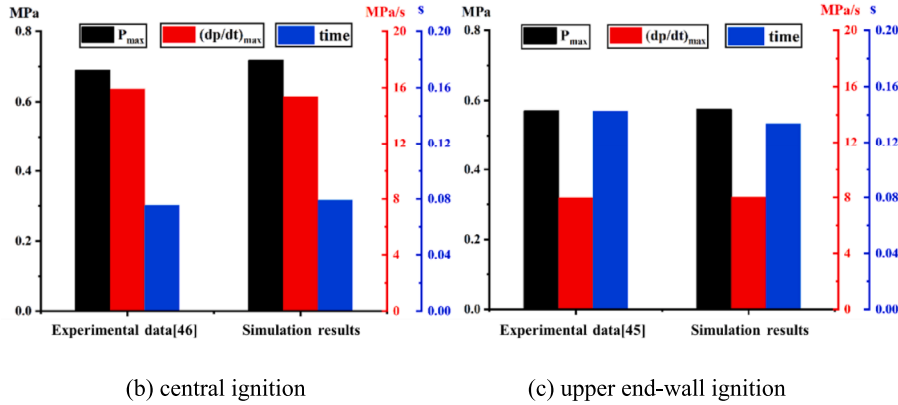 MPa MPa/s s
P_max (dp/dt)_max time
0.8 20 0.20
0.6 16 0.16
12 0.12
0.4
0.2 8 0.08
4 0.04
0.0 0 0.00
Experimental data[46] Simulation results
(b) central ignition
MPa MPa/s s
P_max (dp/dt)_max time
0.8 20 0.20
0.6 16 0.16
12 0.12
0.4
0.2 8 0.08
4 0.04
0.0 0 0.00
Experimental data[45] Simulation results
(c) upper end-wall ignition